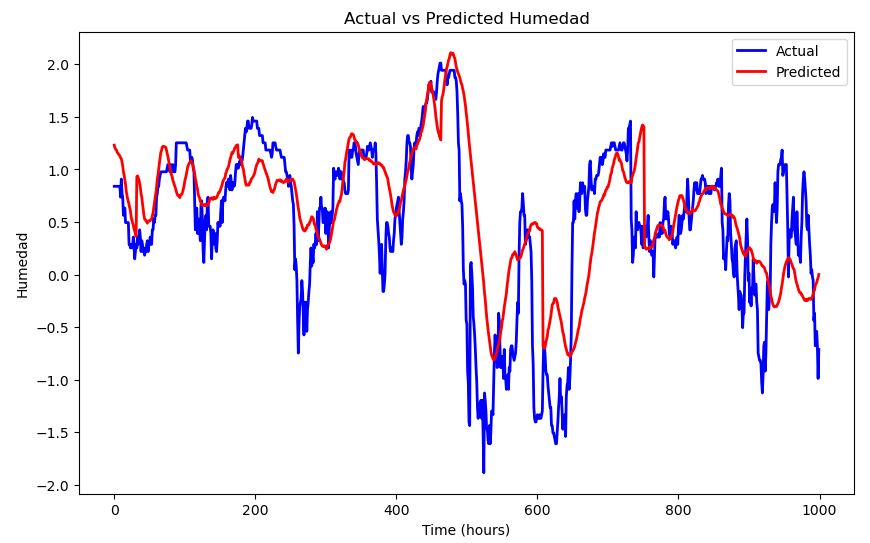 Actual vs Predicted Humedad
Actual
Predicted
Humedad
2.0
1.5
1.0
0.5
0.0
−0.5
−1.0
−1.5
−2.0
0 200 400 600 800 1000
Time (hours)